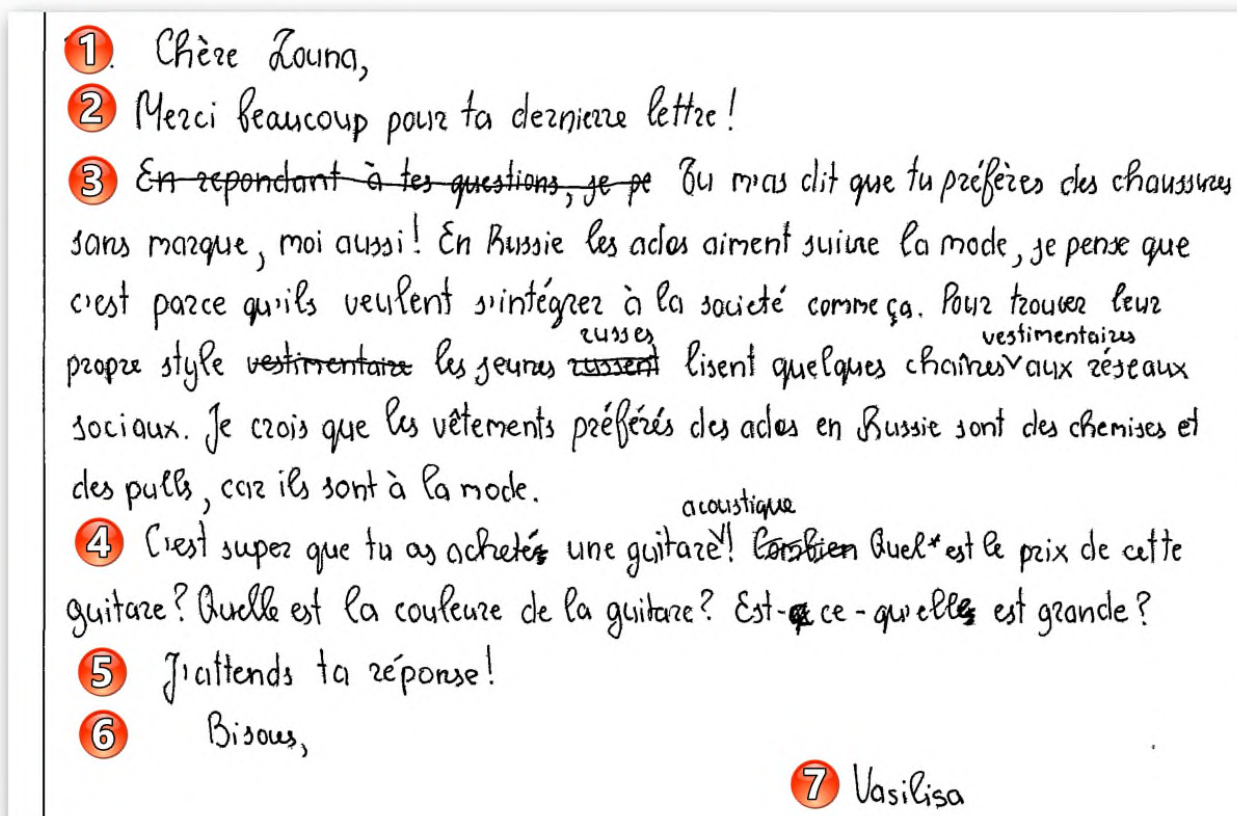 1. Chère Louna,
2 Merci beaucoup pour ta dernierre lettre!
3 En repondant à tes questions, je pe Tu m'as dit que tu préfères des chaussures
sans marque, moi aussi! En Russie les ados aiment suivre la mode, je pense que
c'est parce qu'ils veulent s'intégrer à la societé comme ça. Pour trouver leur
russes vestimentaires
propre style vestimentaire les jeunes russent lisent quelques chaînes aux réseaux
sociaux. Je crois que les vêtements préférés des ados en Russie sont des chemises et
des pulls, car ils sont à la mode.
acoustique
4 C'est super que tu as achetés une guitare! Combien Quel* est le prix de cette
guitare? Quelle est la couleure de la guitare? Est-ce-qu'elle est grande?
5 J'attends ta réponse!
6 Bisous,
7 Vasilisa